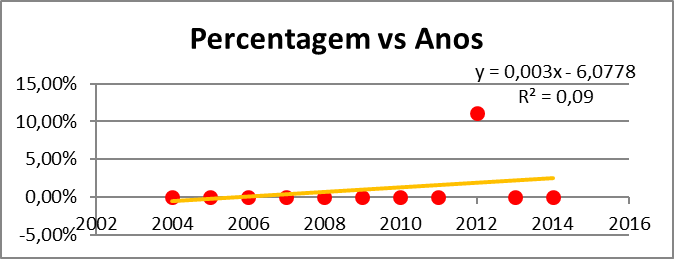 Percentagem vs Anos
y = 0,003x - 6,0778
R² = 0,09
15,00%
10,00%
5,00%
0,00%
-5,00%
2002 2004 2006 2008 2010 2012 2014 2016